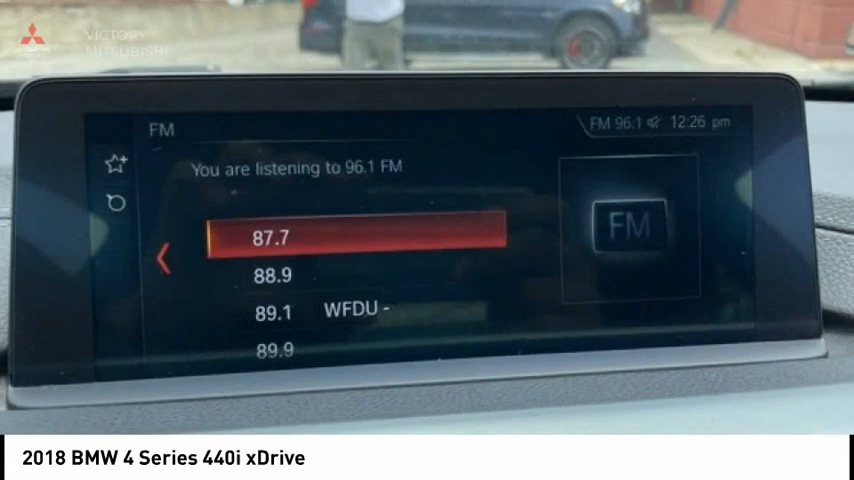 VICTORY
MITSUBISHI
FM
FM 96.1 12:26 pm
You are listening to 96.1 FM
FM
87.7
88.9
89.1 WFDU -
89.9
2018 BMW 4 Series 440i xDrive